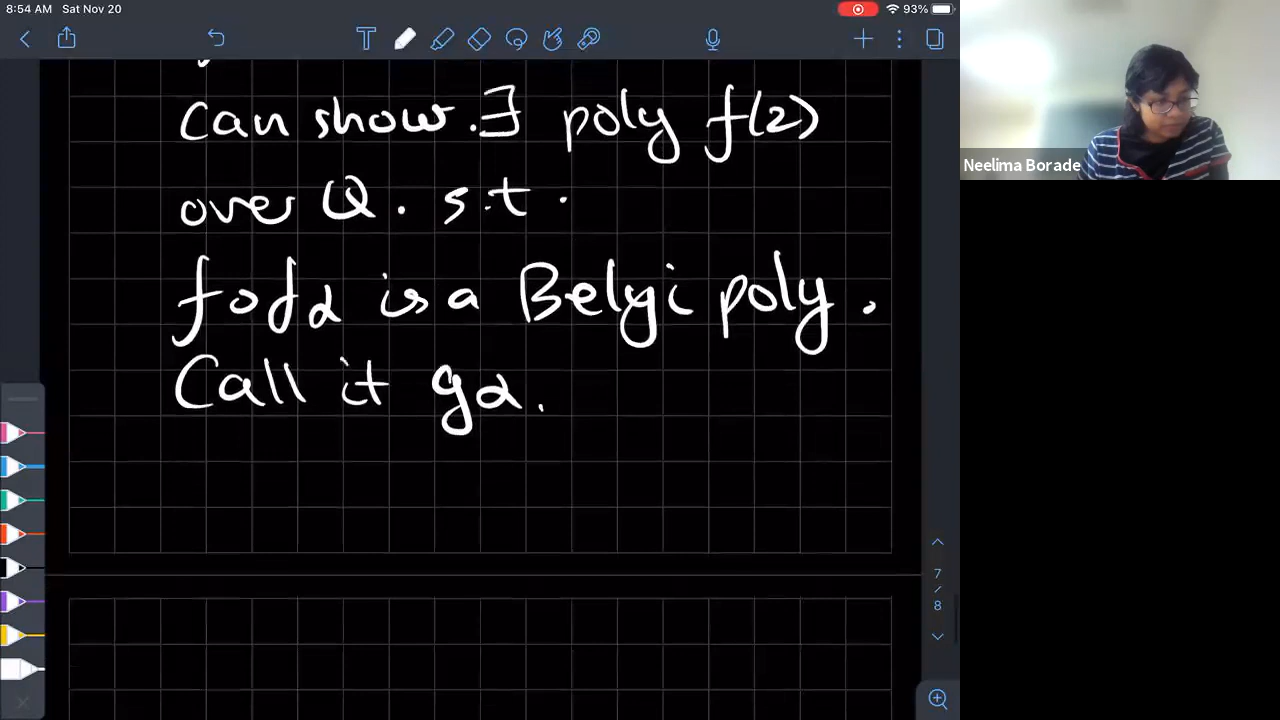 8:54 AM Sat Nov 20
93%
can show. ∃ poly f(z)
over Q. s.t.
f o fα is a Belyi poly.
Call it gα.
Neelima Borade
7
/
8